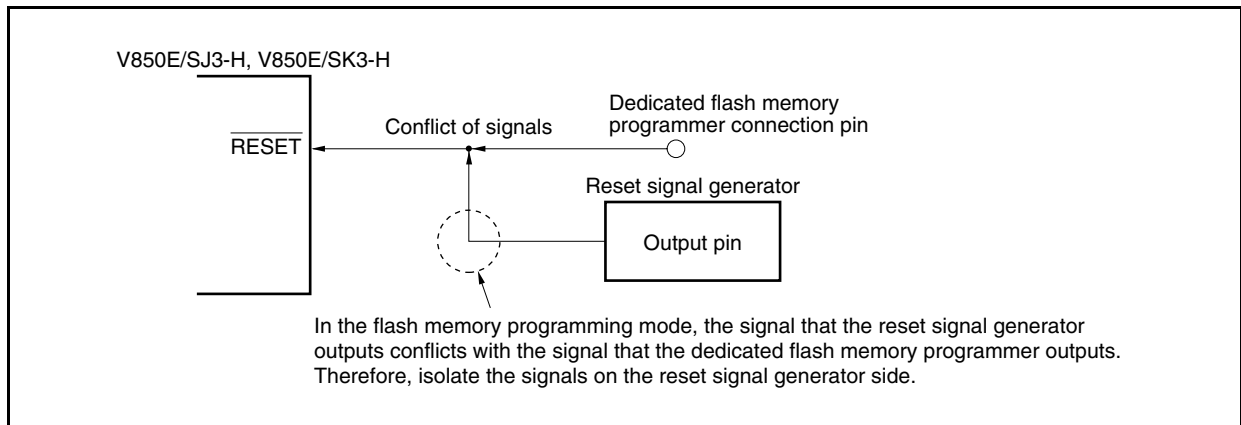 V850E/SJ3-H, V850E/SK3-H
Dedicated flash memory
programmer connection pin
Conflict of signals
RESET
Reset signal generator
Output pin
In the flash memory programming mode, the signal that the reset signal generator
outputs conflicts with the signal that the dedicated flash memory programmer outputs.
Therefore, isolate the signals on the reset signal generator side.